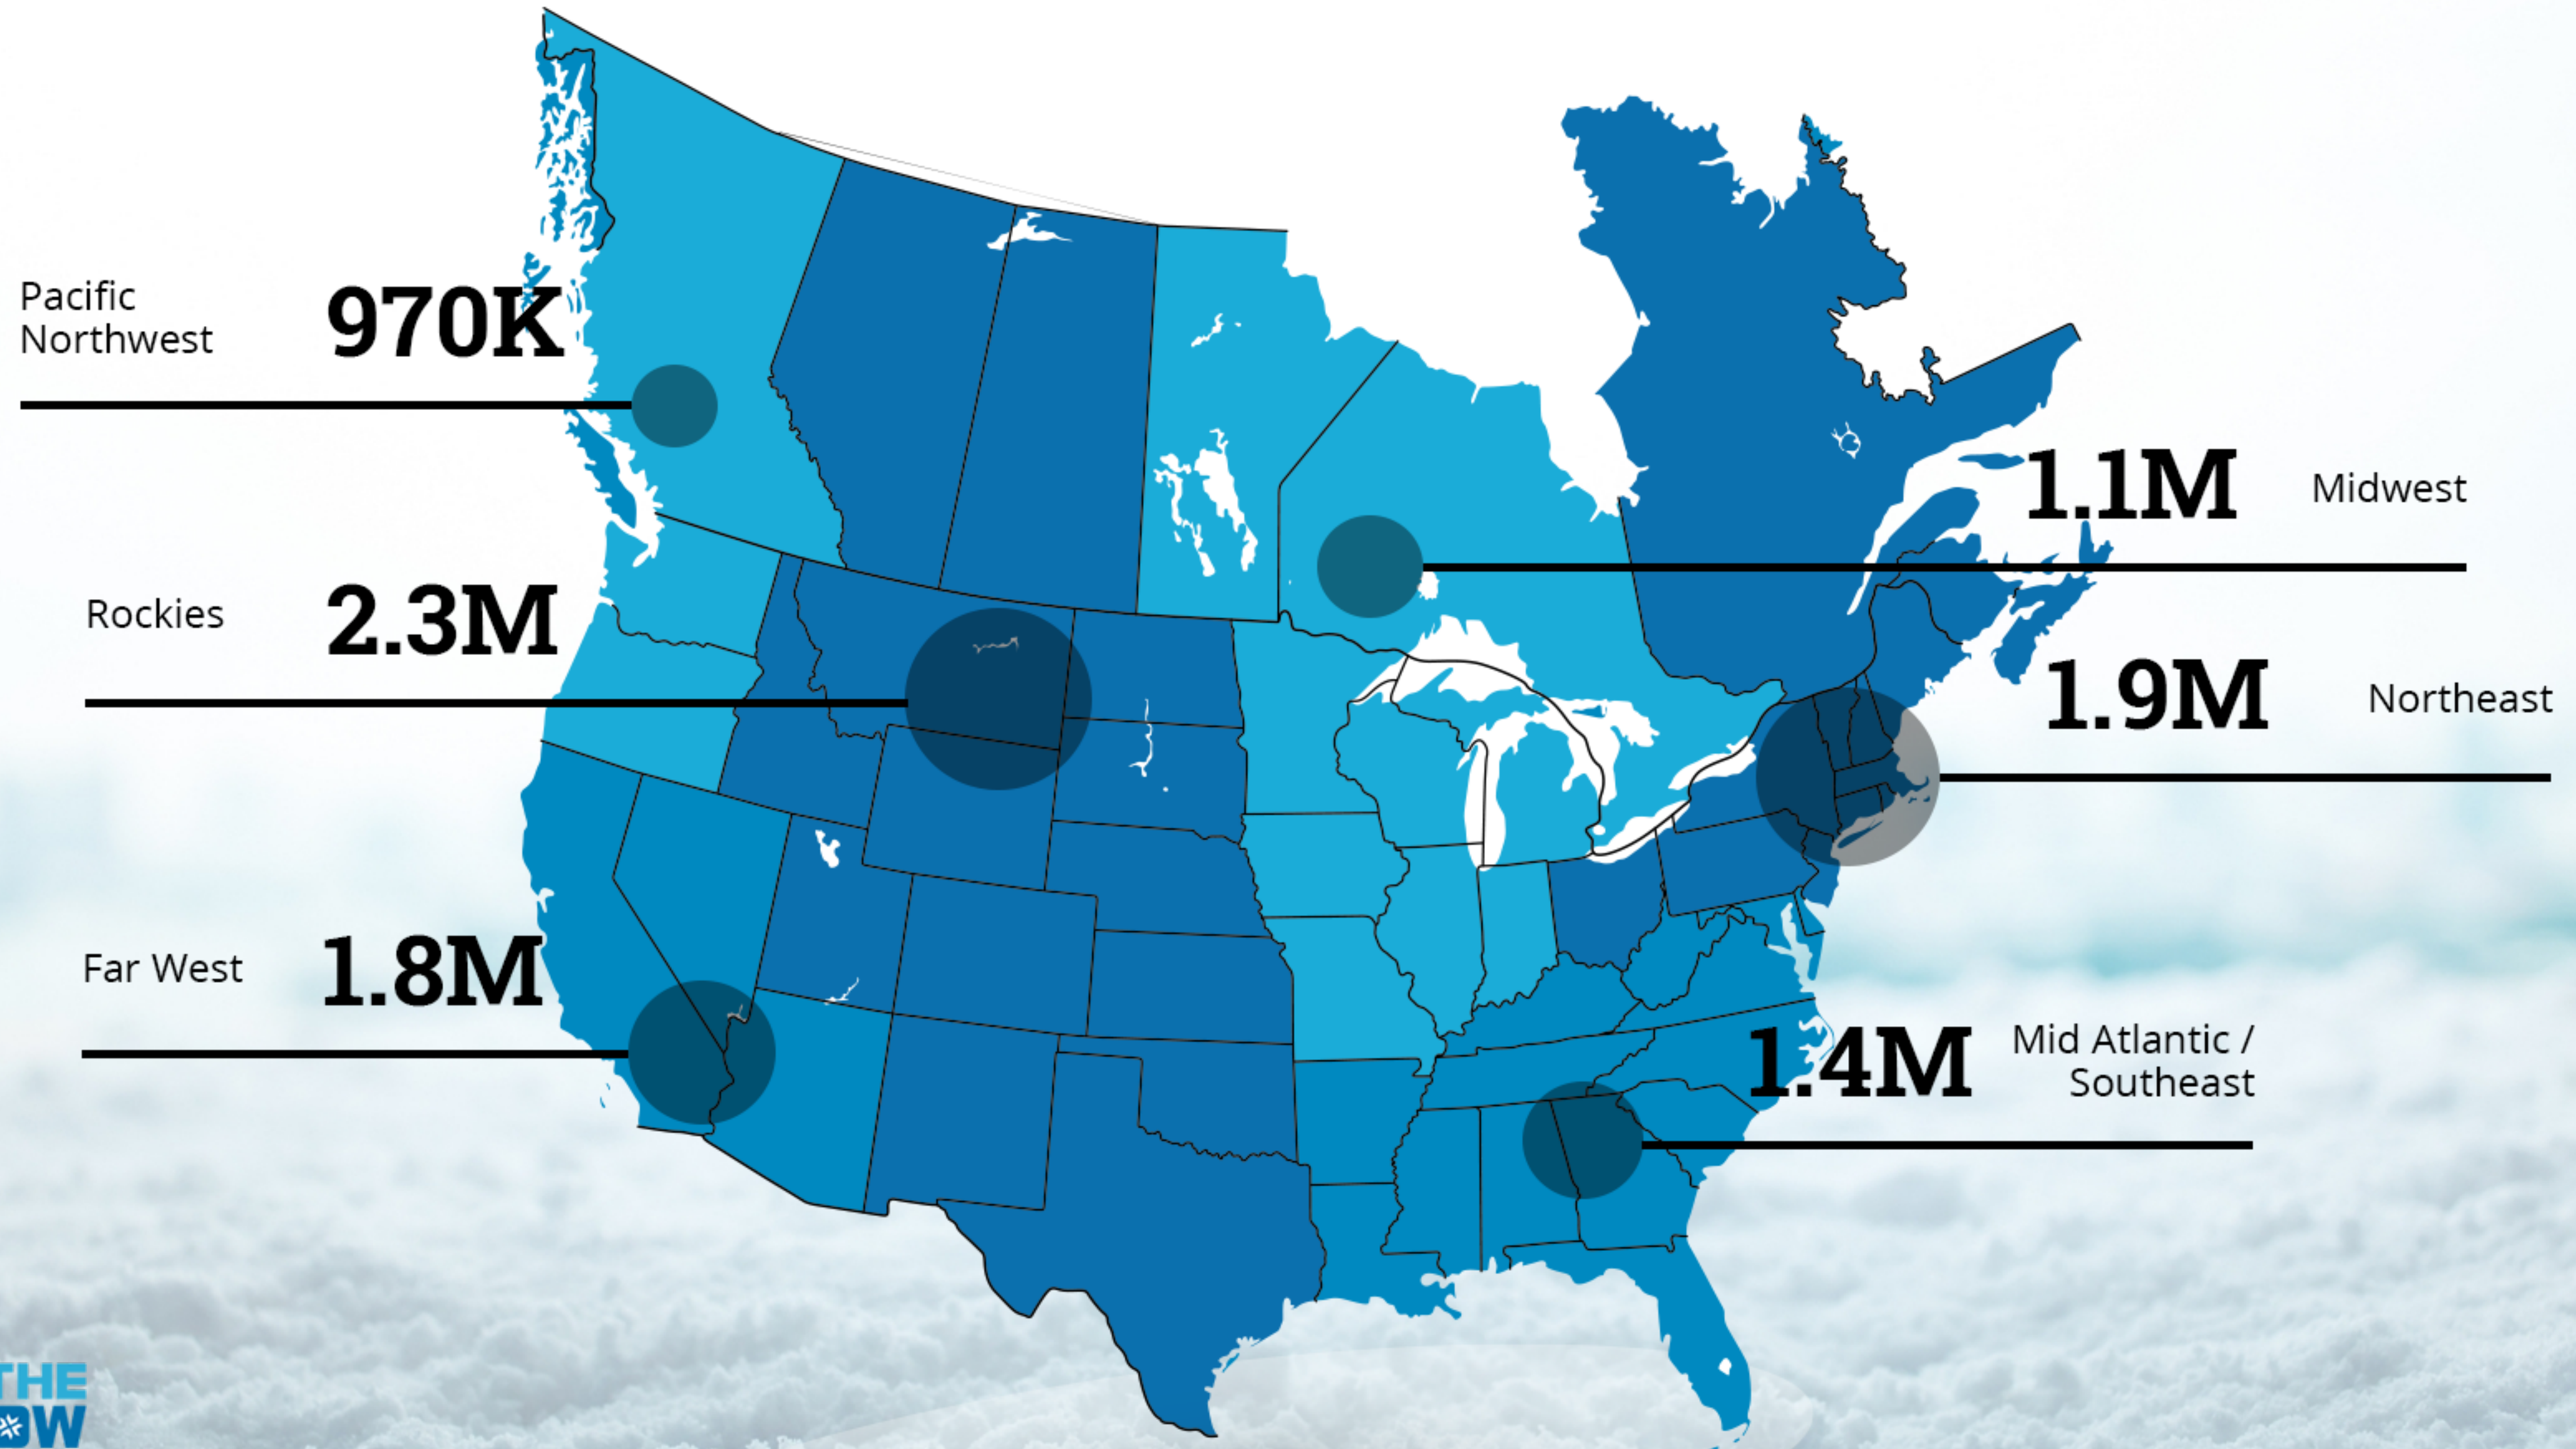 Pacific
Northwest
970K
1.1M
Midwest
Rockies
2.3M
1.9M
Northeast
Far West
1.8M
1.4M
Mid Atlantic /
Southeast
THE
OW